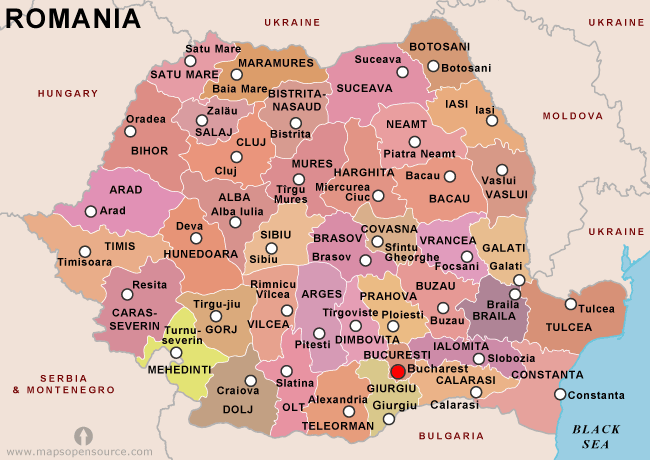 ROMANIA
UKRAINE
UKRAINE
BOTOSANI
Botosani
Satu Mare
SATU MARE
MARAMURES
Baia Mare
Suceava
SUCEAVA
HUNGARY
BISTRITA-
NASAUD
Bistrita
IASI
Iasi
MOLDOVA
Zalău
SALAJ
Oradea
BIHOR
CLUJ
Cluj
NEAMT
Piatra Neamt
MURES
Tîrgu
Mures
HARGHITA
Miercurea
Ciuc
Bacau
BACAU
Vaslui
VASLUI
ARAD
Arad
ALBA
Alba Iulia
Deva
HUNEDOARA
SIBIU
Sibiu
BRASOV
Brasov
COVASNA
Sfintu
Gheorghe
VRANCEA
Focsani
GALATI
Galati
UKRAINE
TIMIS
Timisoara
Resita
CARAS-
SEVERIN
Rimnicu
Vilcea
VILCEA
ARGES
Pitesti
PRAHOVA
Ploiesti
BUZAU
Buzau
Braila
BRAILA
Tulcea
TULCEA
Tirgu-jiu
GORJ
Tîrgoviste
DIMBOVITA
Turnu-
severin
MEHEDINTI
BUCURESTI
Bucharest
IALOMITA
Slobozia
CONSTANTA
Constanta
SERBIA
& MONTENEGRO
Craiova
DOLJ
Slatina
OLT
Alexandria
TELEORMAN
GIURGIU
Giurgiu
CALARASI
Calarasi
BULGARIA
BLACK
SEA
www.mapsopensource.com